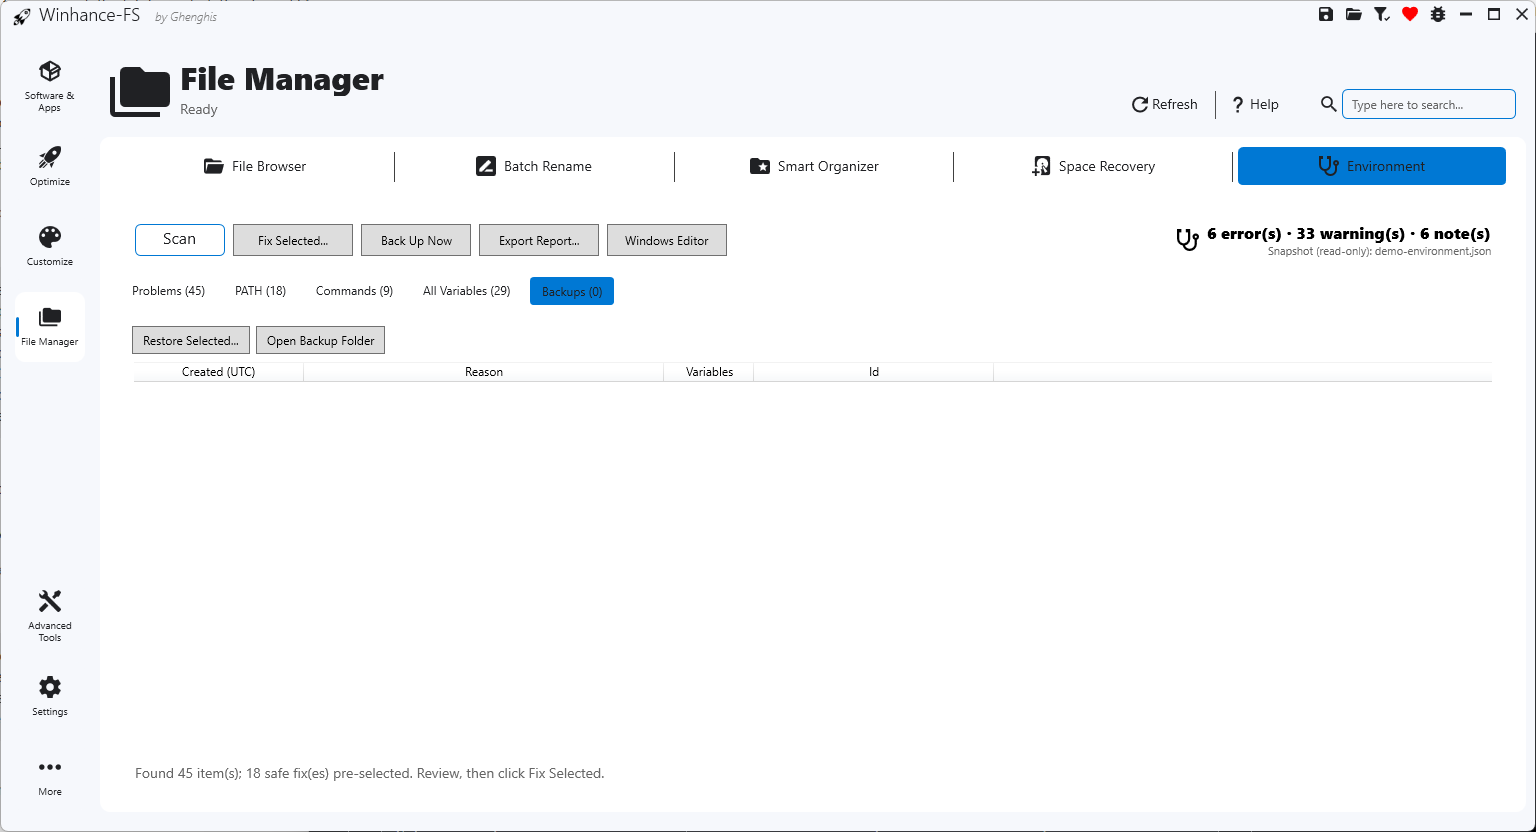 Winhance-FS by Ghenghis
Software & Apps
Optimize
Customize
File Manager
Advanced Tools
Settings
More
File Manager
Ready
Refresh
? Help
Type here to search...
File Browser
Batch Rename
Smart Organizer
Space Recovery
Environment
Scan
Fix Selected...
Back Up Now
Export Report...
Windows Editor
6 error(s) · 33 warning(s) · 6 note(s)
Snapshot (read-only): demo-environment.json
Problems (45)
PATH (18)
Commands (9)
All Variables (29)
Backups (0)
Restore Selected...
Open Backup Folder
Created (UTC)
Reason
Variables
Id
Found 45 item(s); 18 safe fix(es) pre-selected. Review, then click Fix Selected.